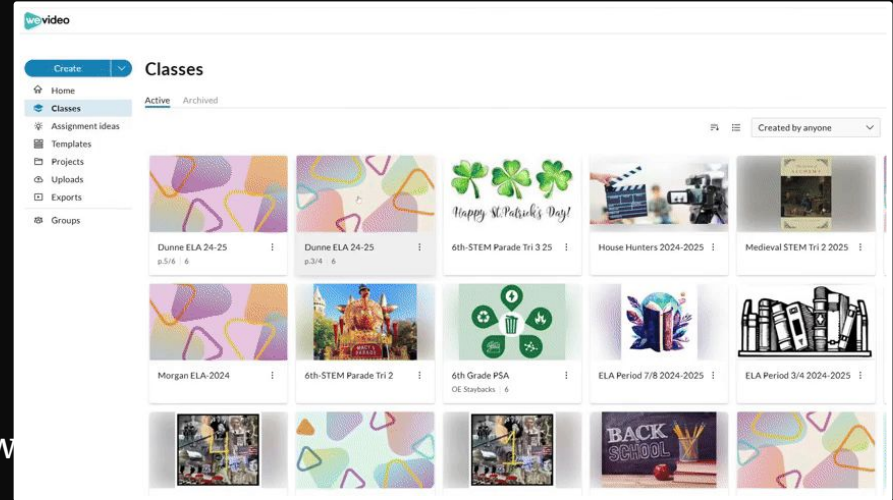 wevideo
Create
Home
Classes
Assignment ideas
Templates
Projects
Uploads
Exports
Groups
Classes
Active Archived
Created by anyone
Dunne ELA 24-25
p.5/6 | 6
Dunne ELA 24-25
p.3/4 | 6
Happy St.Patrick's Day!
6th-STEM Parade Tri 3 25
House Hunters 2024-2025
ALCHEMY
Medieval STEM Tri 2 2025
Morgan ELA-2024
6th-STEM Parade Tri 2
6th Grade PSA
OE Staybacks | 6
ELA Period 7/8 2024-2025
ELA Period 3/4 2024-2025
W
4
1
BACK
SCHOOL